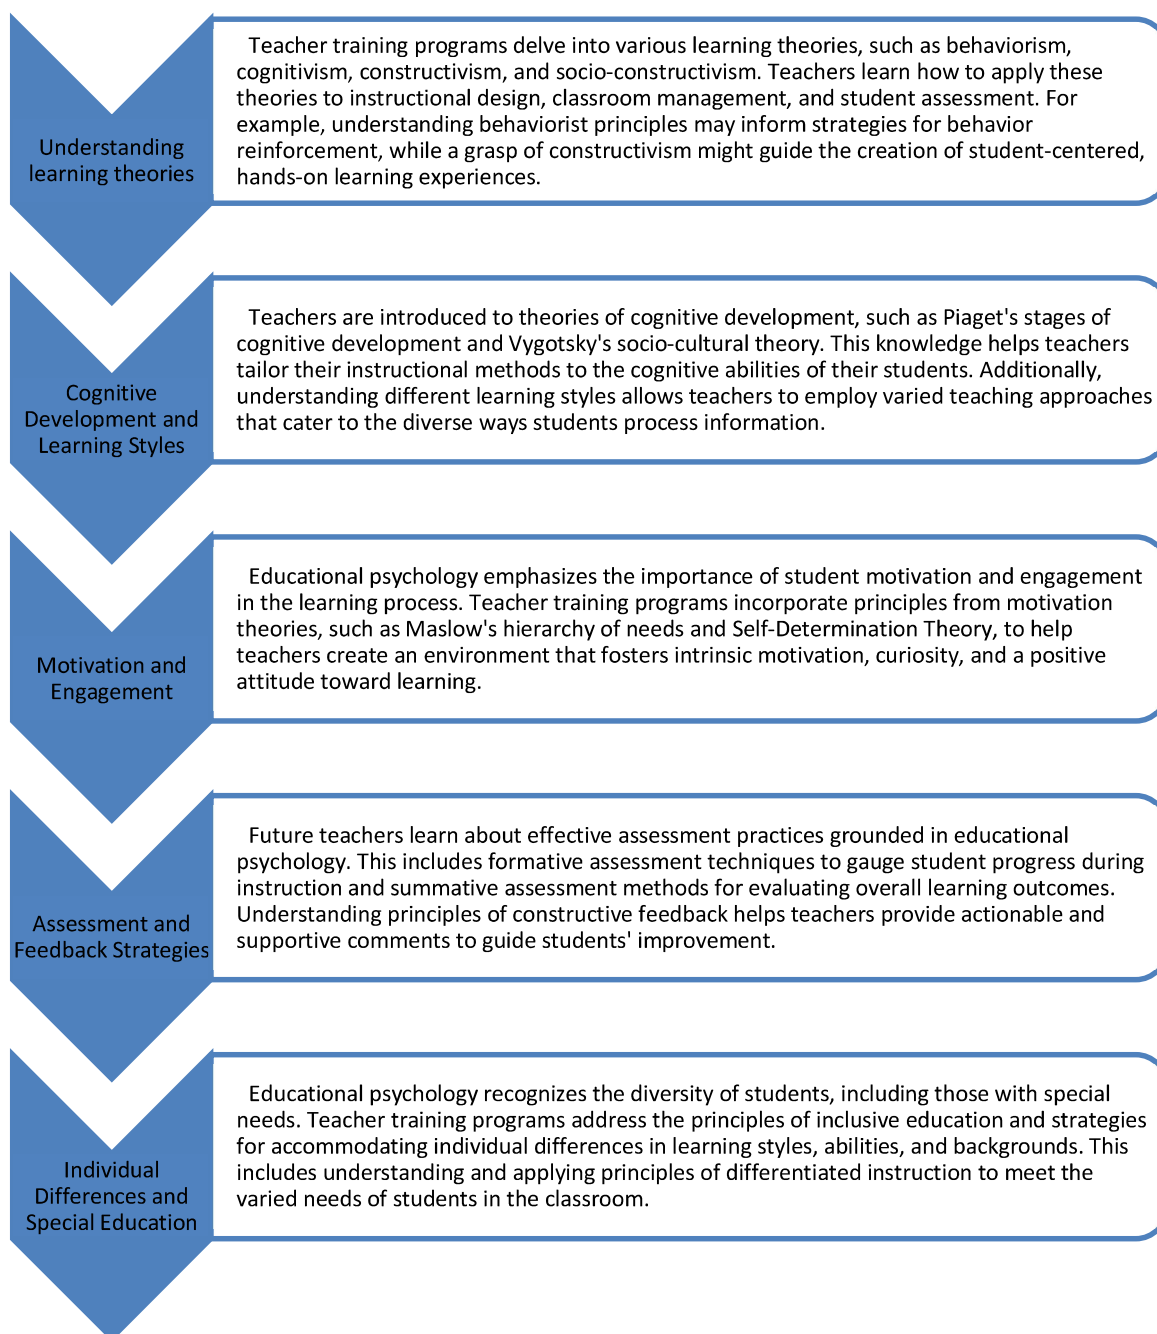 Understanding
learning theories
Teacher training programs delve into various learning theories, such as behaviorism,
cognitivism, constructivism, and socio-constructivism. Teachers learn how to apply these
theories to instructional design, classroom management, and student assessment. For
example, understanding behaviorist principles may inform strategies for behavior
reinforcement, while a grasp of constructivism might guide the creation of student-centered,
hands-on learning experiences.
Cognitive
Development and
Learning Styles
Teachers are introduced to theories of cognitive development, such as Piaget's stages of
cognitive development and Vygotsky's socio-cultural theory. This knowledge helps teachers
tailor their instructional methods to the cognitive abilities of their students. Additionally,
understanding different learning styles allows teachers to employ varied teaching approaches
that cater to the diverse ways students process information.
Motivation and
Engagement
Educational psychology emphasizes the importance of student motivation and engagement
in the learning process. Teacher training programs incorporate principles from motivation
theories, such as Maslow's hierarchy of needs and Self-Determination Theory, to help
teachers create an environment that fosters intrinsic motivation, curiosity, and a positive
attitude toward learning.
Assessment and
Feedback Strategies
Future teachers learn about effective assessment practices grounded in educational
psychology. This includes formative assessment techniques to gauge student progress during
instruction and summative assessment methods for evaluating overall learning outcomes.
Understanding principles of constructive feedback helps teachers provide actionable and
supportive comments to guide students' improvement.
Individual
Differences and
Special Education
Educational psychology recognizes the diversity of students, including those with special
needs. Teacher training programs address the principles of inclusive education and strategies
for accommodating individual differences in learning styles, abilities, and backgrounds. This
includes understanding and applying principles of differentiated instruction to meet the
varied needs of students in the classroom.